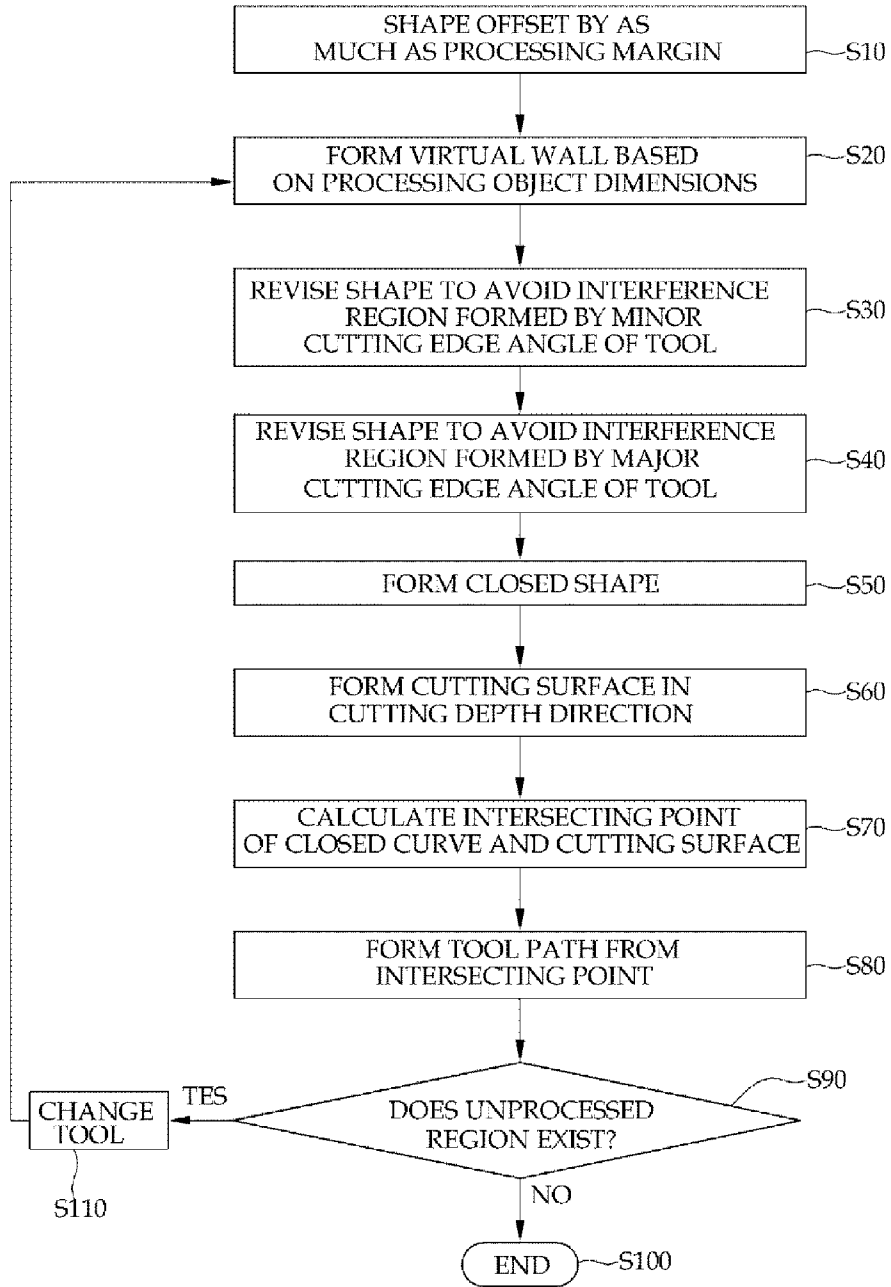 SHAPE OFFSET BY AS
MUCH AS PROCESSING MARGIN
S10
FORM VIRTUAL WALL BASED
ON PROCESSING OBJECT DIMENSIONS
S20
REVISE SHAPE TO AVOID INTERFERENCE
REGION FORMED BY MINOR
CUTTING EDGE ANGLE OF TOOL
S30
REVISE SHAPE TO AVOID INTERFERENCE
REGION FORMED BY MAJOR
CUTTING EDGE ANGLE OF TOOL
S40
FORM CLOSED SHAPE
S50
FORM CUTTING SURFACE IN
CUTTING DEPTH DIRECTION
S60
CALCULATE INTERSECTING POINT
OF CLOSED CURVE AND CUTTING SURFACE
S70
FORM TOOL PATH FROM
INTERSECTING POINT
S80
DOES UNPROCESSED
REGION EXIST?
S90
TES
CHANGE
TOOL
S110
NO
END
S100